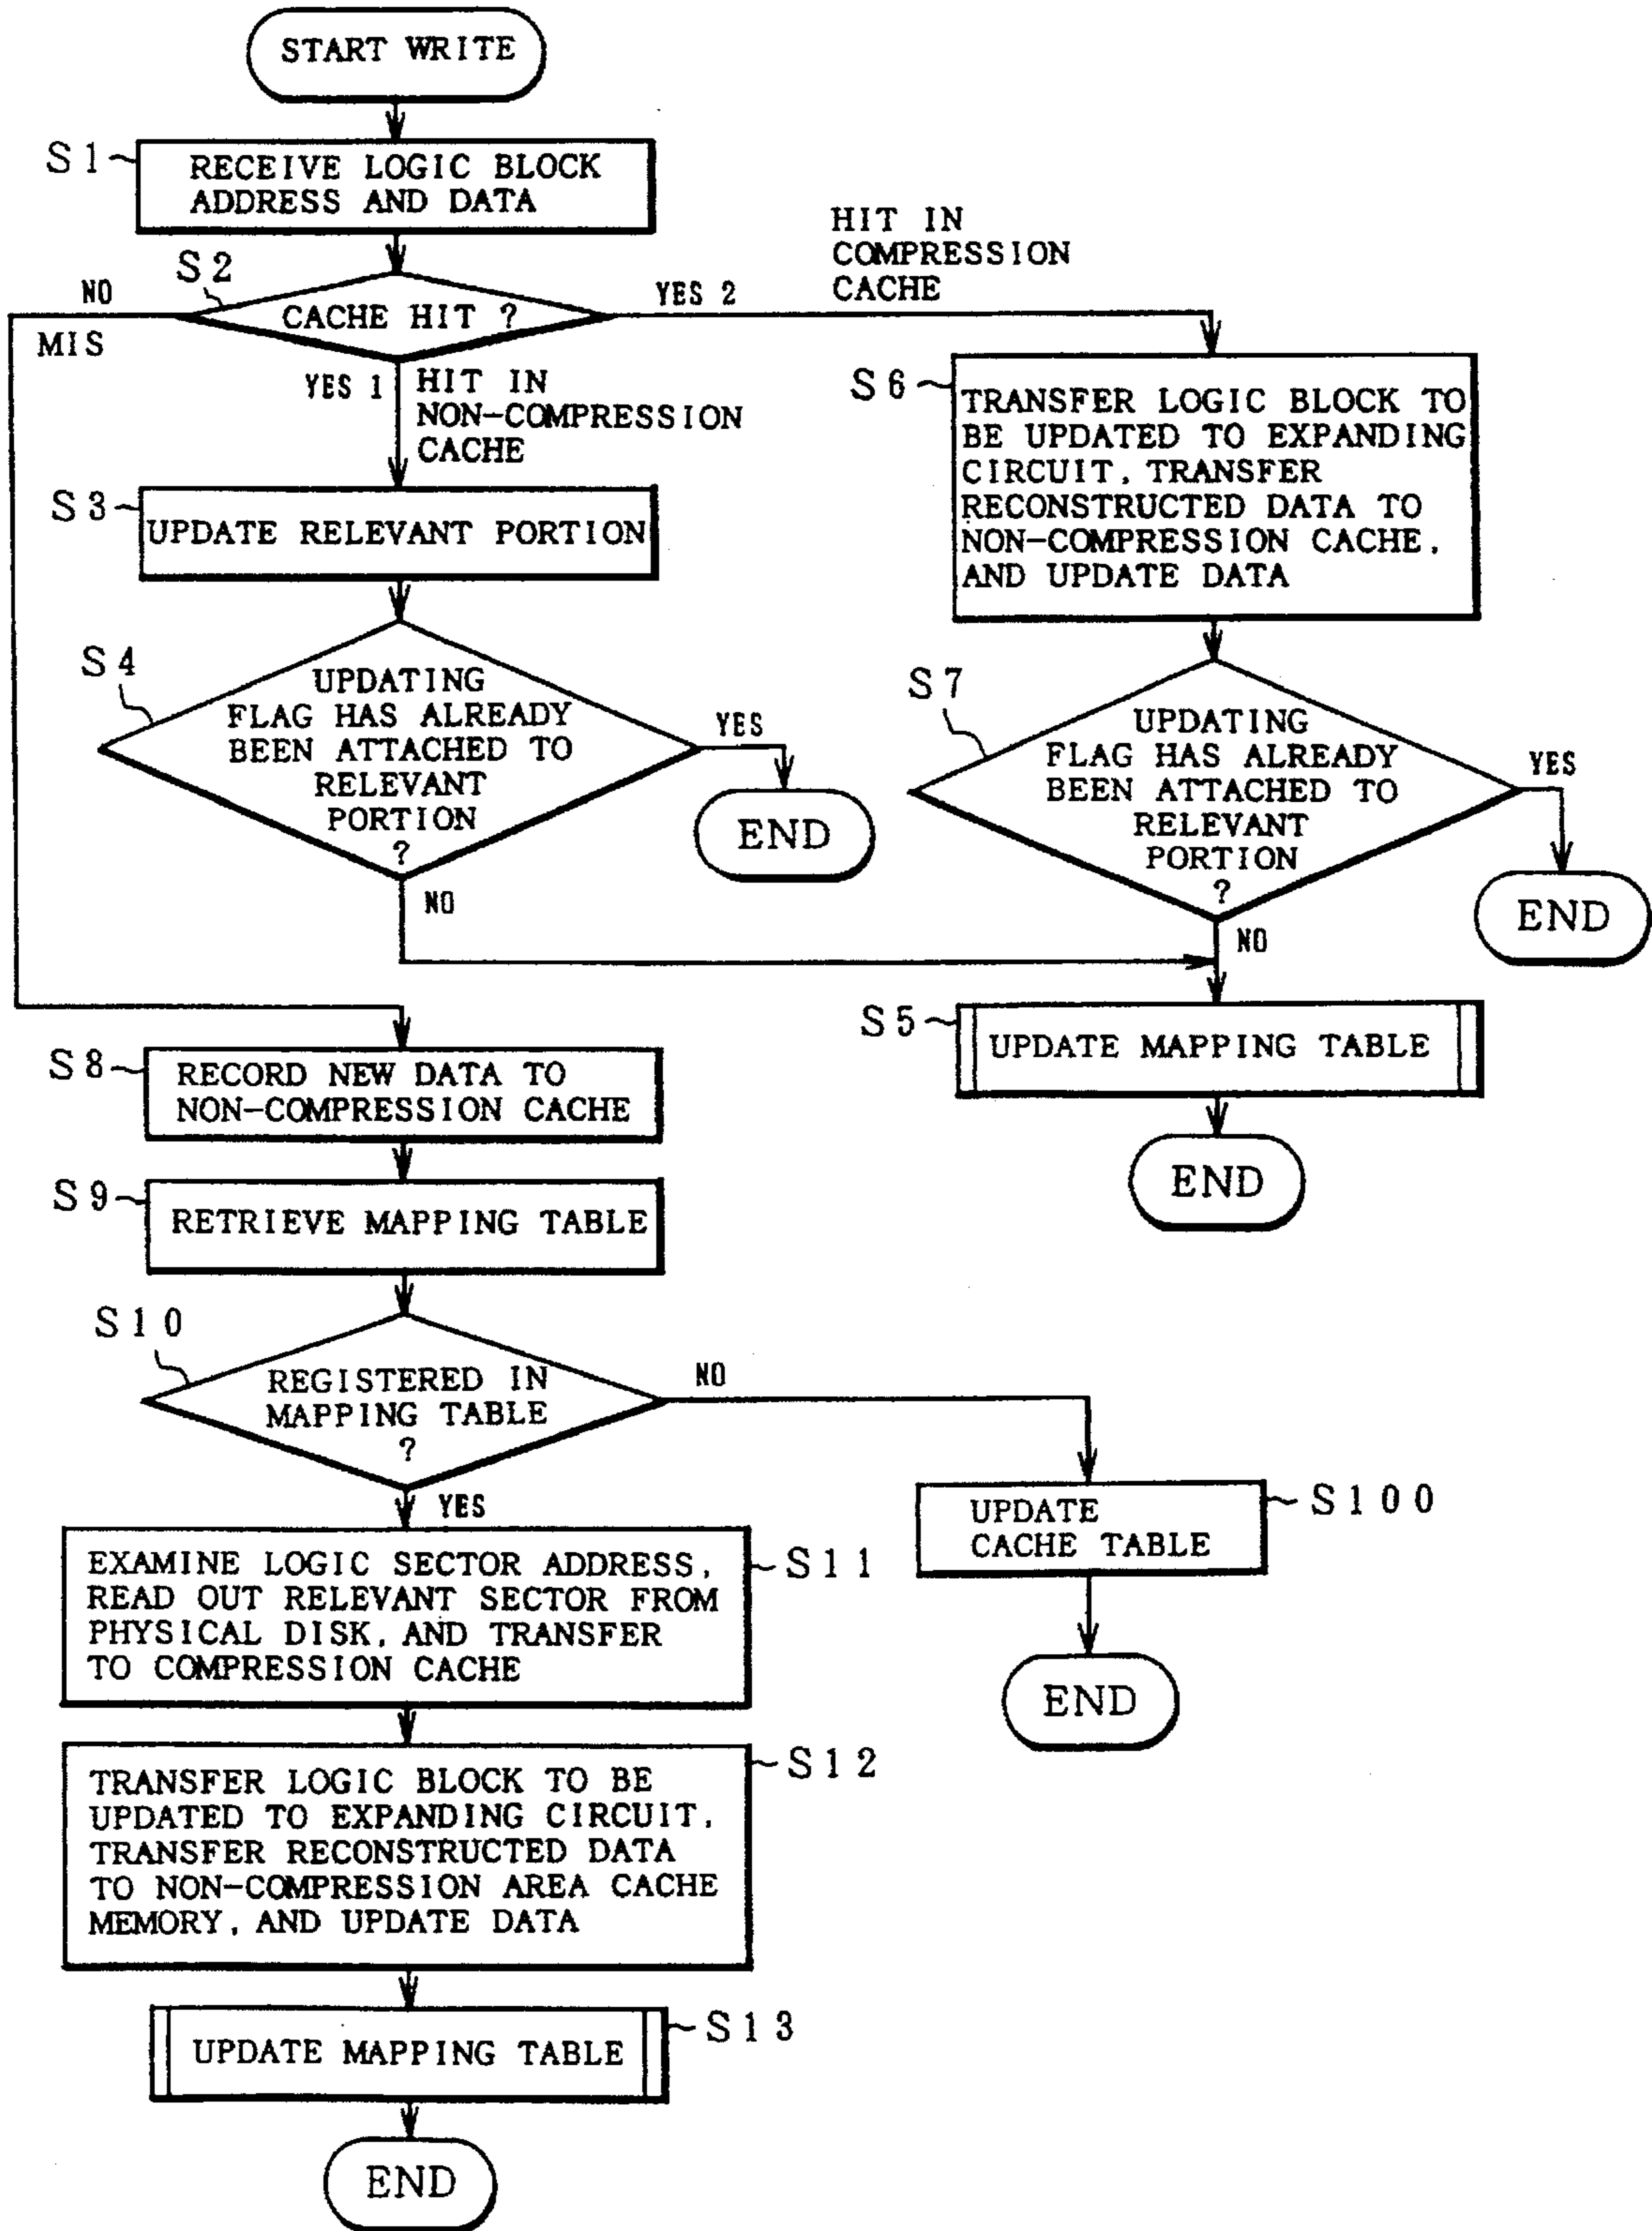 START WRITE
S1
RECEIVE LOGIC BLOCK
ADDRESS AND DATA
S2
CACHE HIT ?
NO
MIS
YES 1
HIT IN
NON-COMPRESSION
CACHE
YES 2
HIT IN
COMPRESSION
CACHE
S3
UPDATE RELEVANT PORTION
S4
UPDATING
FLAG HAS ALREADY
BEEN ATTACHED TO
RELEVANT
PORTION
?
YES
END
NO
S6
TRANSFER LOGIC BLOCK TO
BE UPDATED TO EXPANDING
CIRCUIT, TRANSFER
RECONSTRUCTED DATA TO
NON-COMPRESSION CACHE,
AND UPDATE DATA
S7
UPDATING
FLAG HAS ALREADY
BEEN ATTACHED TO
RELEVANT
PORTION
?
YES
END
NO
S5
UPDATE MAPPING TABLE
END
S8
RECORD NEW DATA TO
NON-COMPRESSION CACHE
S9
RETRIEVE MAPPING TABLE
S10
REGISTERED IN
MAPPING TABLE
?
NO
S100
UPDATE
CACHE TABLE
END
YES
S11
EXAMINE LOGIC SECTOR ADDRESS,
READ OUT RELEVANT SECTOR FROM
PHYSICAL DISK, AND TRANSFER
TO COMPRESSION CACHE
S12
TRANSFER LOGIC BLOCK TO BE
UPDATED TO EXPANDING CIRCUIT,
TRANSFER RECONSTRUCTED DATA
TO NON-COMPRESSION AREA CACHE
MEMORY, AND UPDATE DATA
S13
UPDATE MAPPING TABLE
END